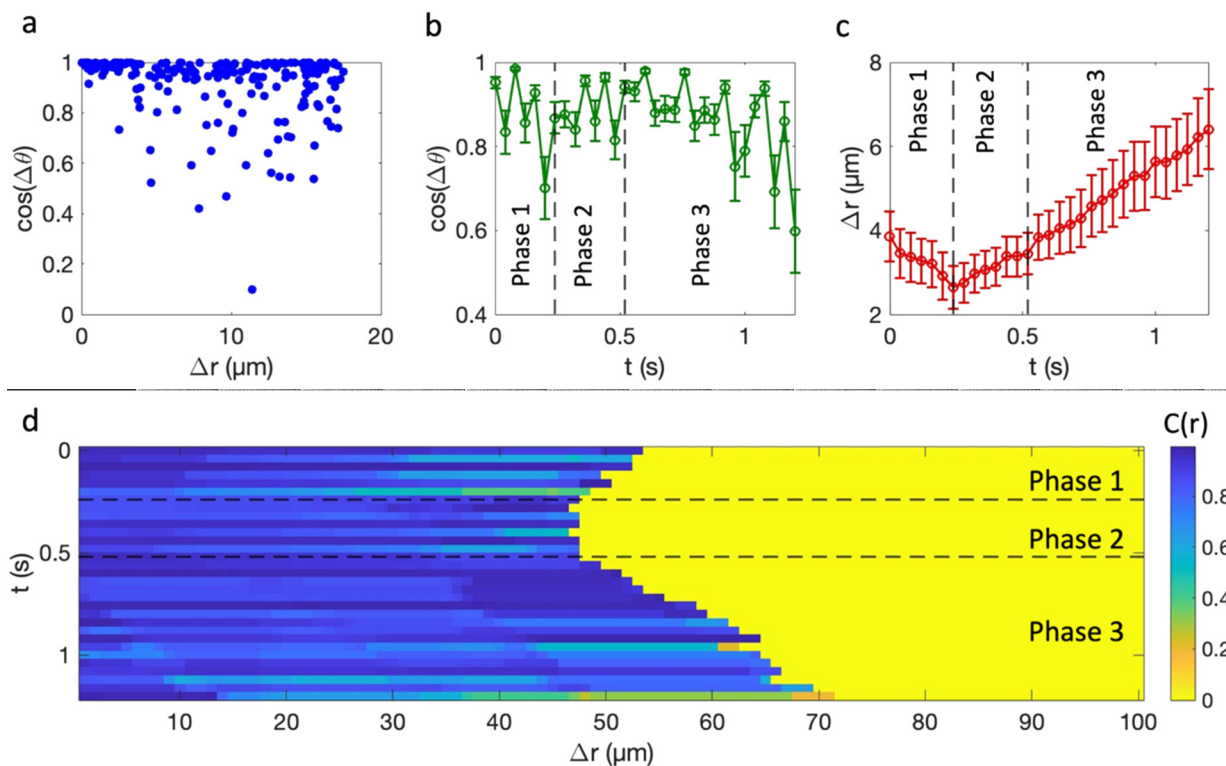 a
b
c
1
0.8
0.6
0.4
0.2
0
cos(Δθ)
0
10
20
Δr (μm)
1
0.8
0.6
0.4
cos(Δθ)
Phase 1
Phase 2
Phase 3
0
0.5
1
t (s)
8
6
4
2
Δr (μm)
Phase 1
Phase 2
Phase 3
0
0.5
1
t (s)
d
C(r)
0
0.5
1
t (s)
Phase 1
Phase 2
Phase 3
10
20
30
40
50
60
70
80
90
100
Δr (μm)
0.8
0.6
0.4
0.2
0